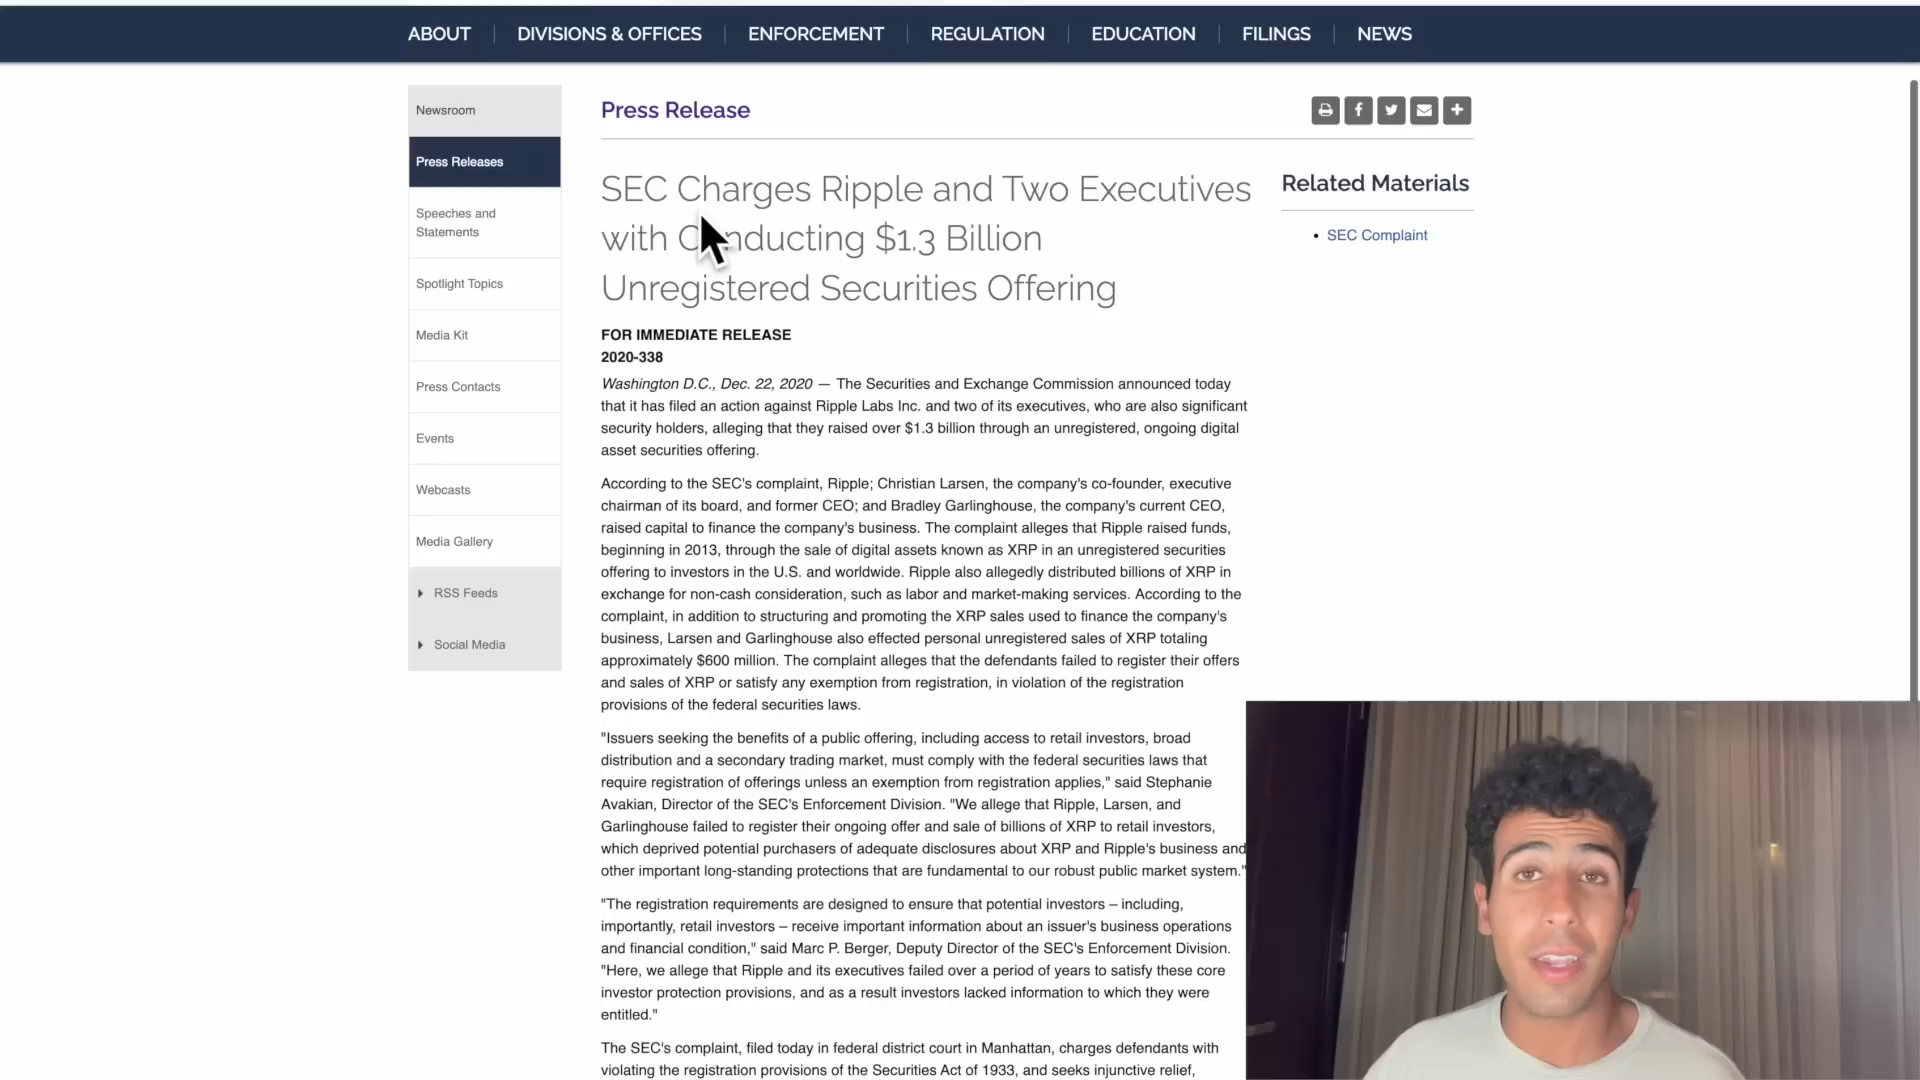 ABOUT
DIVISIONS & OFFICES
ENFORCEMENT
REGULATION
EDUCATION
FILINGS
NEWS
Newsroom
Press Releases
Speeches and
Statements
Spotlight Topics
Media Kit
Press Contacts
Events
Webcasts
Media Gallery
RSS Feeds
Social Media
Press Release
SEC Charges Ripple and Two Executives
with Conducting $1.3 Billion
Unregistered Securities Offering
FOR IMMEDIATE RELEASE
2020-338
Washington D.C., Dec. 22, 2020 — The Securities and Exchange Commission announced today
that it has filed an action against Ripple Labs Inc. and two of its executives, who are also significant
security holders, alleging that they raised over $1.3 billion through an unregistered, ongoing digital
asset securities offering.
According to the SEC's complaint, Ripple; Christian Larsen, the company's co-founder, executive
chairman of its board, and former CEO; and Bradley Garlinghouse, the company's current CEO,
raised capital to finance the company's business. The complaint alleges that Ripple raised funds,
beginning in 2013, through the sale of digital assets known as XRP in an unregistered securities
offering to investors in the U.S. and worldwide. Ripple also allegedly distributed billions of XRP in
exchange for non-cash consideration, such as labor and market-making services. According to the
complaint, in addition to structuring and promoting the XRP sales used to finance the company's
business, Larsen and Garlinghouse also effected personal unregistered sales of XRP totaling
approximately $600 million. The complaint alleges that the defendants failed to register their offers
and sales of XRP or satisfy any exemption from registration, in violation of the registration
provisions of the federal securities laws.
"Issuers seeking the benefits of a public offering, including access to retail investors, broad
distribution and a secondary trading market, must comply with the federal securities laws that
require registration of offerings unless an exemption from registration applies," said Stephanie
Avakian, Director of the SEC's Enforcement Division. "We allege that Ripple, Larsen, and
Garlinghouse failed to register their ongoing offer and sale of billions of XRP to retail investors,
which deprived potential purchasers of adequate disclosures about XRP and Ripple's business and
other important long-standing protections that are fundamental to our robust public market system."
"The registration requirements are designed to ensure that potential investors – including,
importantly, retail investors – receive important information about an issuer's business operations
and financial condition," said Marc P. Berger, Deputy Director of the SEC's Enforcement Division.
"Here, we allege that Ripple and its executives failed over a period of years to satisfy these core
investor protection provisions, and as a result investors lacked information to which they were
entitled."
The SEC's complaint, filed today in federal district court in Manhattan, charges defendants with
violating the registration provisions of the Securities Act of 1933, and seeks injunctive relief,
Related Materials
SEC Complaint